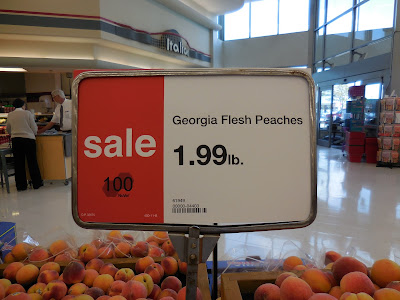 Italia
Georgia Flesh Peaches
sale
1.99lb.
100